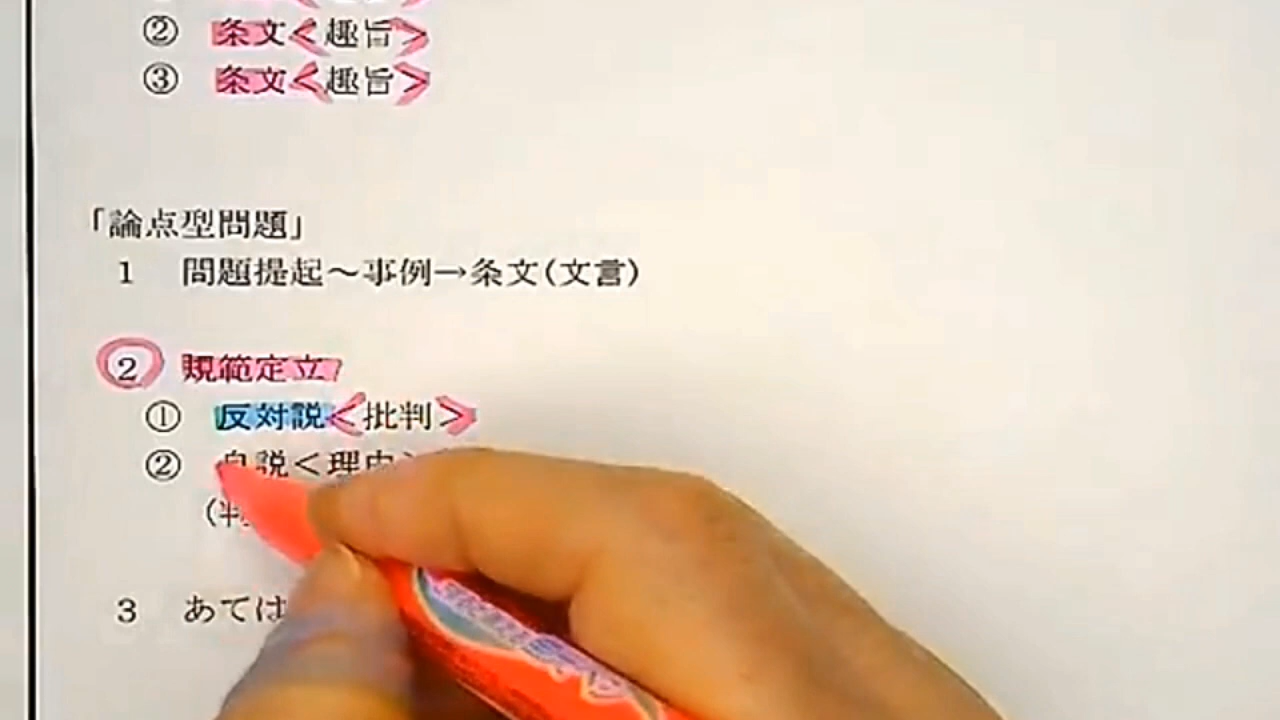 ② 条文<趣旨>
③ 条文<趣旨>
「論点型問題」
1 問題提起～事例→条文(文言)
2 規範定立
① 反対説<批判>
② 自説<理由>
(判
3 あては